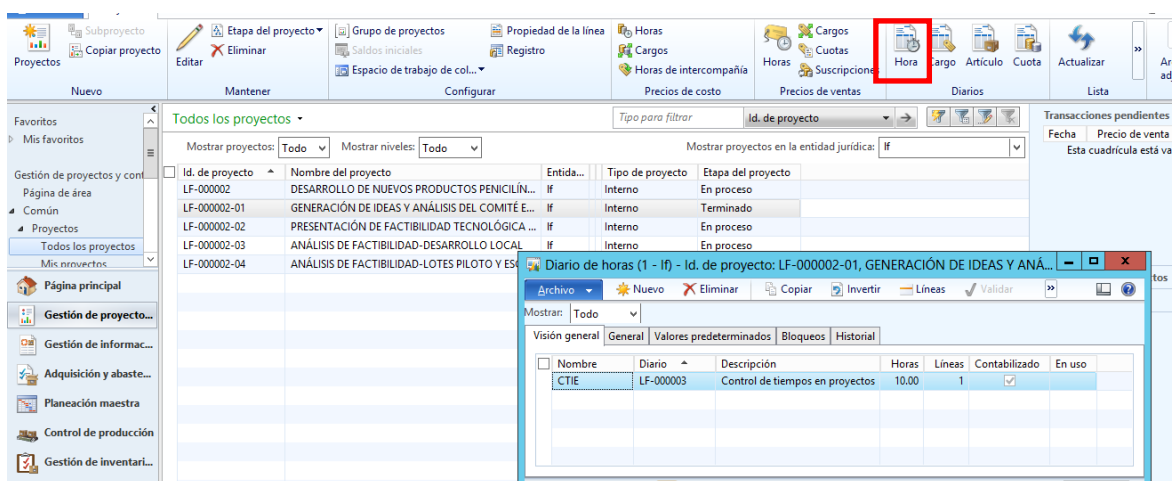 Subproyecto
Copiar proyecto
Proyectos
Nuevo
Etapa del proyecto
Eliminar
Editar
Mantener
Grupo de proyectos
Saldos iniciales
Espacio de trabajo de col...
Propiedad de la línea
Registro
Configurar
Horas
Cargos
Horas de intercompañía
Precios de costo
Horas
Cargos
Cuotas
Suscripciones
Precios de ventas
Hora
Cargo
Artículo
Cuota
Diarios
Actualizar
Lista
»
Favoritos
Mis favoritos
Gestión de proyectos y cont
Página de área
Común
Proyectos
Todos los proyectos
Mis proyectos
Página principal
Gestión de proyecto...
Gestión de informac...
Adquisición y abaste...
Planeación maestra
Control de producción
Gestión de inventari...
Todos los proyectos
Tipo para filtrar
Id. de proyecto
Mostrar proyectos: Todo
Mostrar niveles: Todo
Mostrar proyectos en la entidad jurídica: lf
Id. de proyecto Nombre del proyecto Entida... Tipo de proyecto Etapa del proyecto
LF-000002 DESARROLLO DE NUEVOS PRODUCTOS PENICILÍN... lf Interno En proceso
LF-000002-01 GENERACIÓN DE IDEAS Y ANÁLISIS DEL COMITÉ E... lf Interno Terminado
LF-000002-02 PRESENTACIÓN DE FACTIBILIDAD TECNOLÓGICA ... lf Interno En proceso
LF-000002-03 ANÁLISIS DE FACTIBILIDAD-DESARROLLO LOCAL lf Interno En proceso
LF-000002-04 ANÁLISIS DE FACTIBILIDAD-LOTES PILOTO Y ES
Transacciones pendientes
Fecha Precio de venta
Esta cuadrícula está va
Diario de horas (1 - lf) - Id. de proyecto: LF-000002-01, GENERACIÓN DE IDEAS Y ANÁ...
Archivo Nuevo Eliminar Copiar Invertir Líneas Validar »
Mostrar: Todo
Visión general General Valores predeterminados Bloqueos Historial
Nombre Diario Descripción Horas Líneas Contabilizado En uso
CTIE LF-000003 Control de tiempos en proyectos 10.00 1